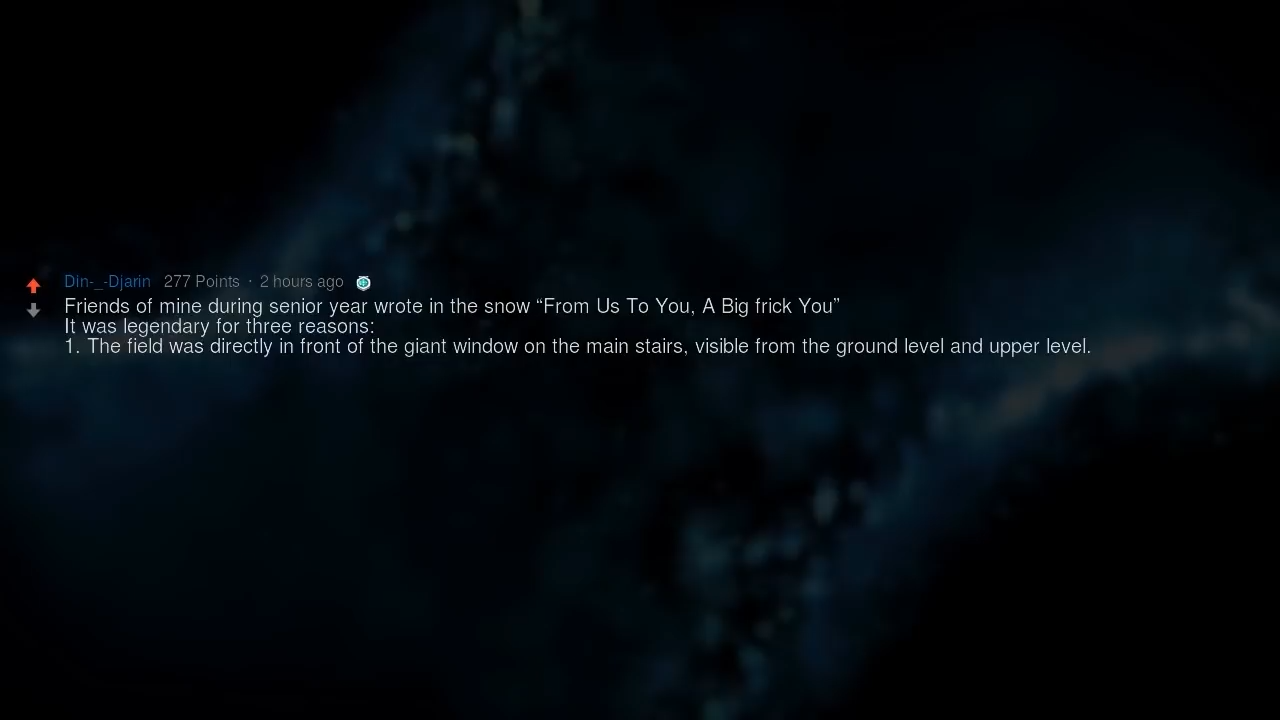 Din-_-Djarin 277 Points · 2 hours ago
Friends of mine during senior year wrote in the snow “From Us To You, A Big frick You”
It was legendary for three reasons:
1. The field was directly in front of the giant window on the main stairs, visible from the ground level and upper level.